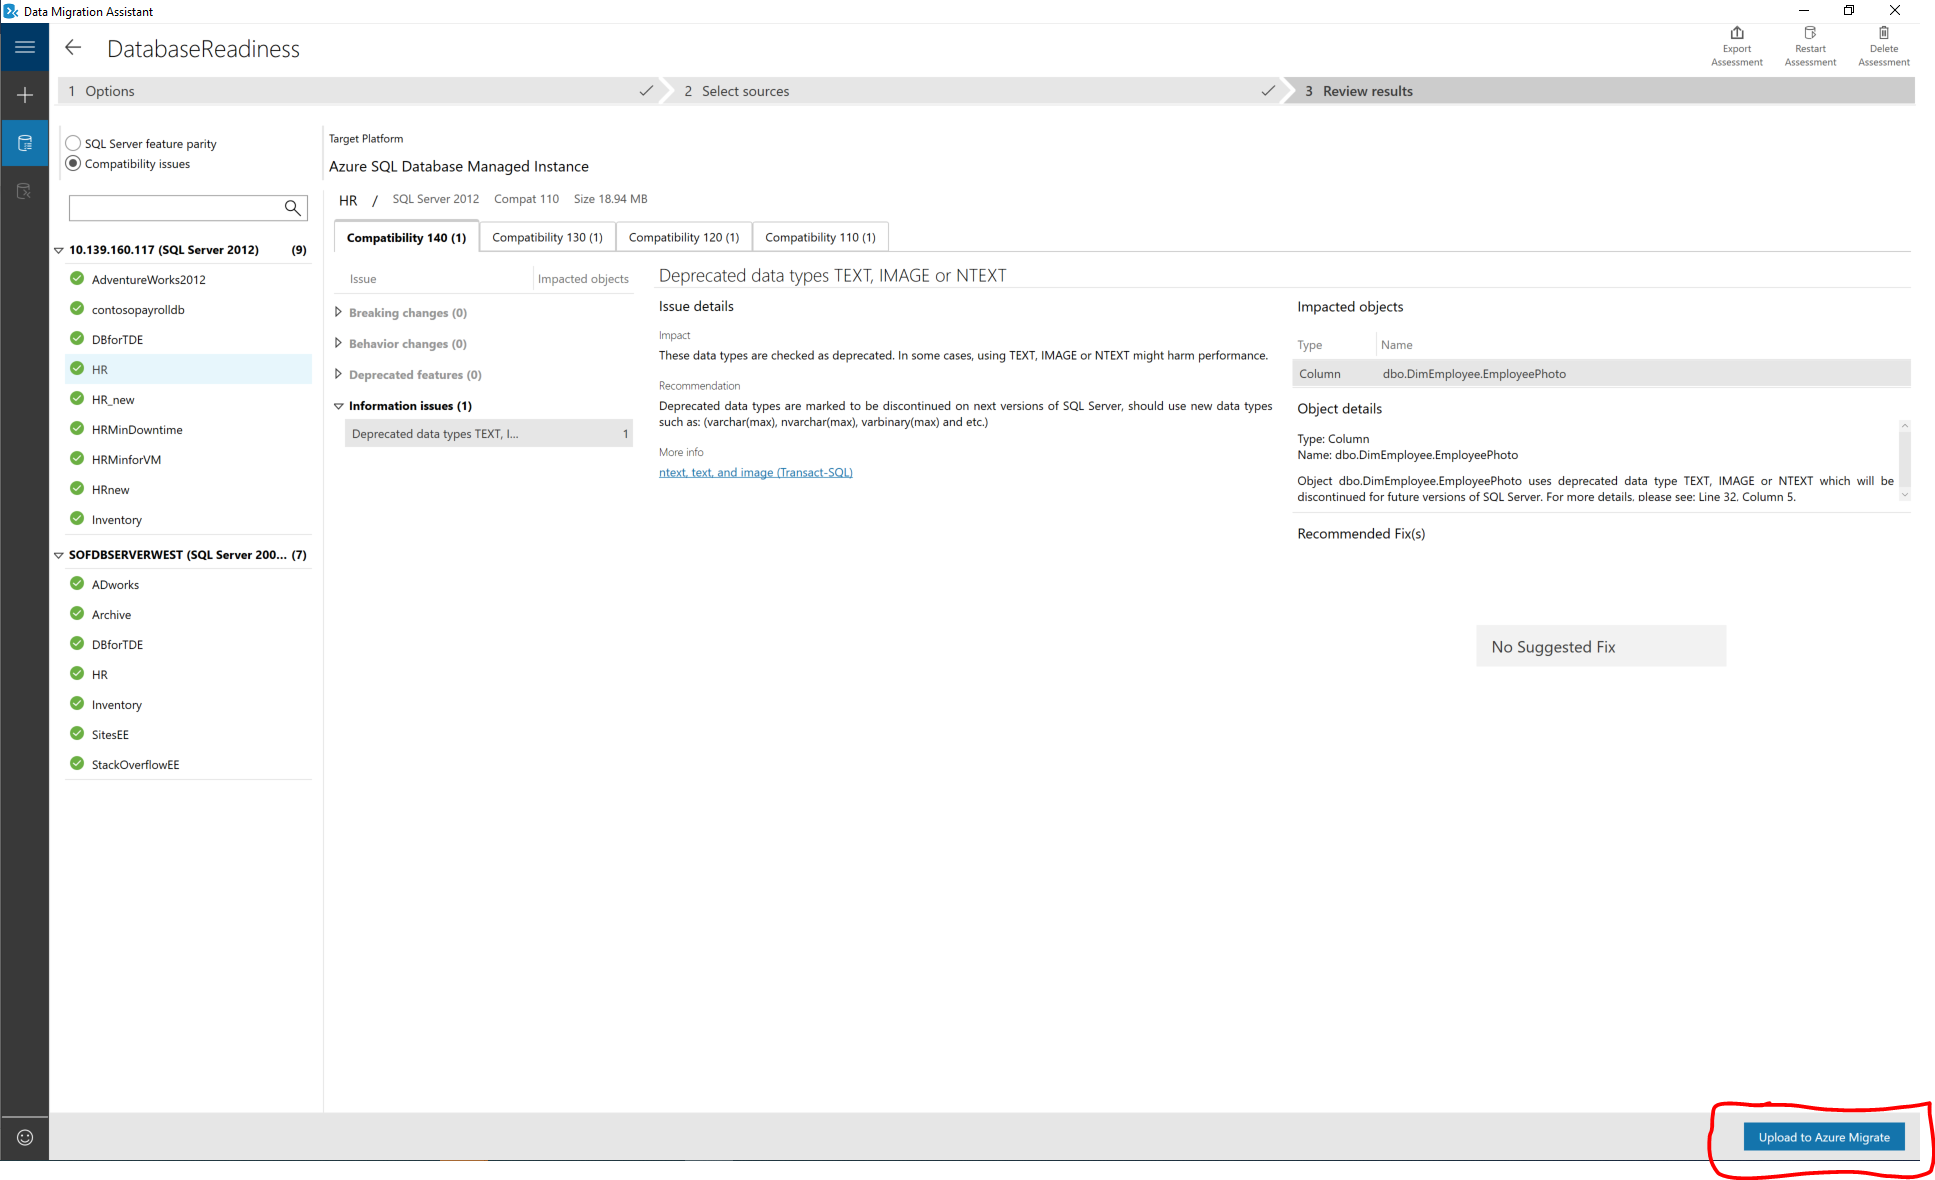 Data Migration Assistant
DatabaseReadiness
Export Assessment
Restart Assessment
Delete Assessment
1 Options
2 Select sources
3 Review results
SQL Server feature parity
Compatibility issues
10.139.160.117 (SQL Server 2012) (9)
AdventureWorks2012
contosopayrolldb
DBforTDE
HR
HR_new
HRMinDowntime
HRMinforVM
HRnew
Inventory
SOFDBSERVERWEST (SQL Server 200... (7)
ADworks
Archive
DBforTDE
HR
Inventory
SitesEE
StackOverflowEE
Target Platform
Azure SQL Database Managed Instance
HR / SQL Server 2012 Compat 110 Size 18.94 MB
Compatibility 140 (1)
Compatibility 130 (1)
Compatibility 120 (1)
Compatibility 110 (1)
Issue Impacted objects
Breaking changes (0)
Behavior changes (0)
Deprecated features (0)
Information issues (1)
Deprecated data types TEXT, I... 1
Deprecated data types TEXT, IMAGE or NTEXT
Issue details
Impact
These data types are checked as deprecated. In some cases, using TEXT, IMAGE or NTEXT might harm performance.
Recommendation
Deprecated data types are marked to be discontinued on next versions of SQL Server, should use new data types
such as: (varchar(max), nvarchar(max), varbinary(max) and etc.)
More info
ntext, text, and image (Transact-SQL)
Impacted objects
Type Name
Column dbo.DimEmployee.EmployeePhoto
Object details
Type: Column
Name: dbo.DimEmployee.EmployeePhoto
Object dbo.DimEmployee.EmployeePhoto uses deprecated data type TEXT, IMAGE or NTEXT which will be
discontinued for future versions of SQL Server. For more details. please see: Line 32. Column 5.
Recommended Fix(s)
No Suggested Fix
Upload to Azure Migrate